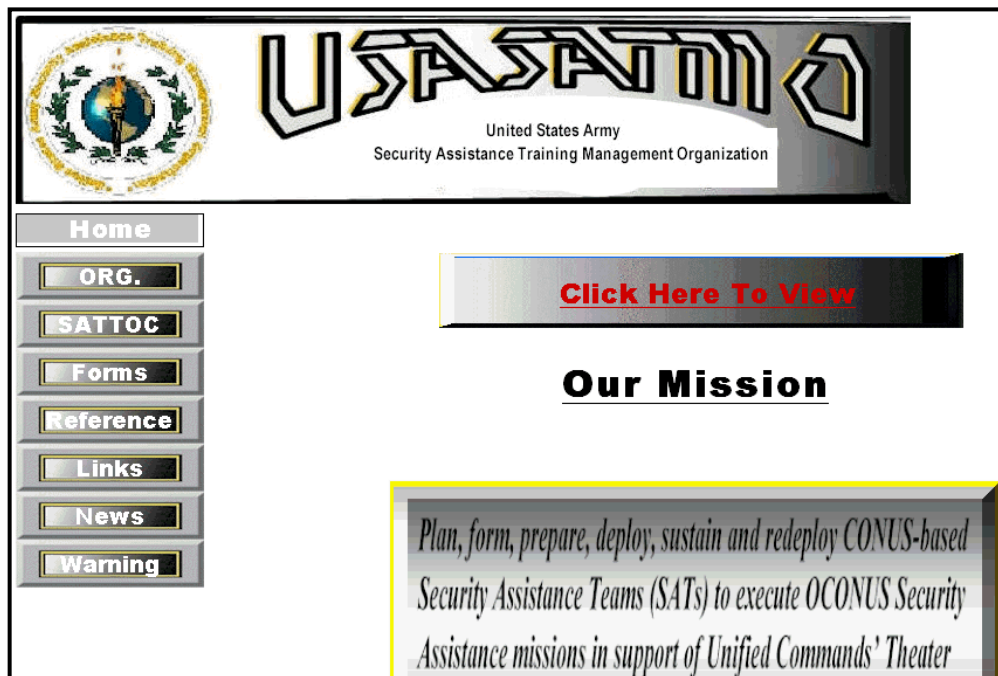 USASATMO
United States Army
Security Assistance Training Management Organization
Home
ORG.
SATTOC
Forms
Reference
Links
News
Warning
Click Here To View
Our Mission
Plan, form, prepare, deploy, sustain and redeploy CONUS-based
Security Assistance Teams (SATs) to execute OCONUS Security
Assistance missions in support of Unified Commands' Theater